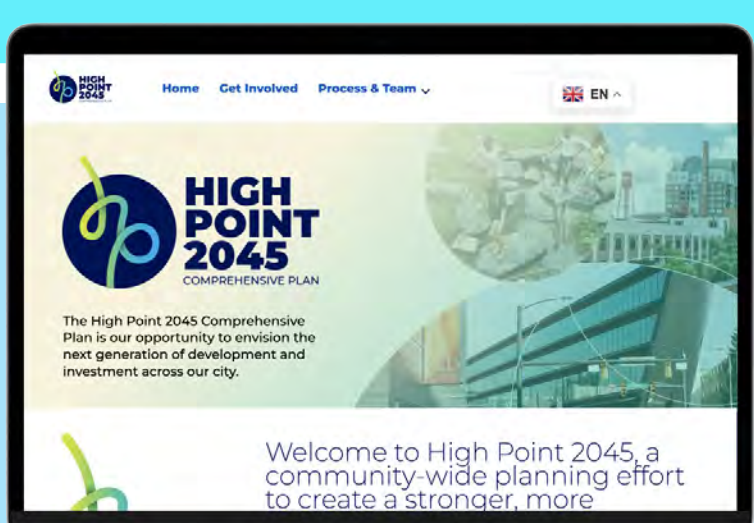 HIGH
POINT
2045
COMPREHENSIVE PLAN
Home Get Involved Process & Team
EN
HIGH
POINT
2045
COMPREHENSIVE PLAN
The High Point 2045 Comprehensive
Plan is our opportunity to envision the
next generation of development and
investment across our city.
Welcome to High Point 2045, a
community-wide planning effort
to create a stronger, more